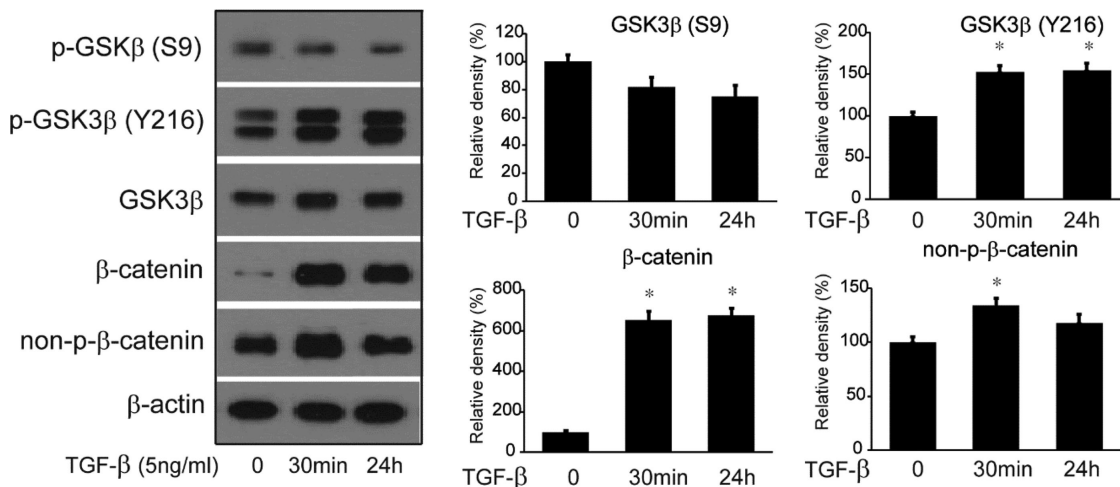 p-GSKβ (S9)
p-GSK3β (Y216)
GSK3β
β-catenin
non-p-β-catenin
β-actin
TGF-β (5ng/ml) 0 30min 24h
GSK3β (S9)
Relative density (%)
120
100
80
60
40
20
0
TGF-β 0 30min 24h
GSK3β (Y216)
Relative density (%)
200
150
100
50
0
* *
TGF-β 0 30min 24h
β-catenin
Relative density (%)
800
600
400
200
0
* *
TGF-β 0 30min 24h
non-p-β-catenin
Relative density (%)
150
100
50
0
*
TGF-β 0 30min 24h